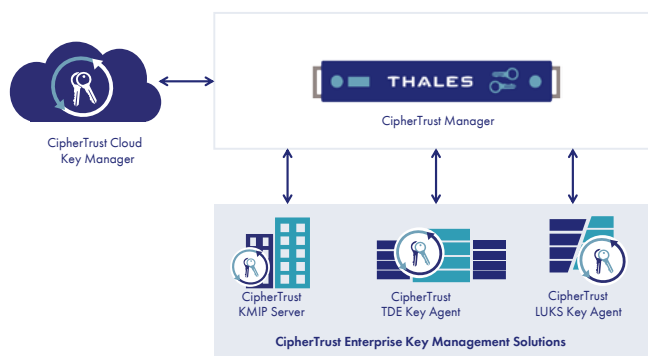 THALES
CipherTrust Manager
CipherTrust Cloud
Key Manager
CipherTrust
KMIP Server
CipherTrust
TDE Key Agent
CipherTrust
LUKS Key Agent
CipherTrust Enterprise Key Management Solutions